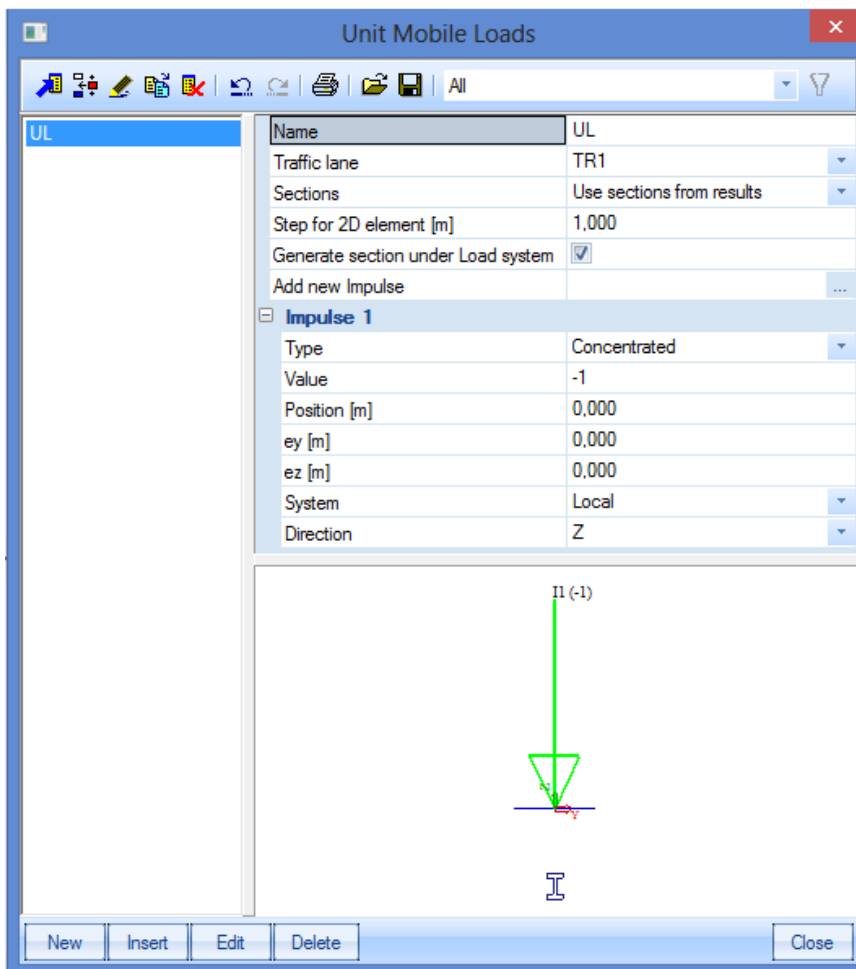 Unit Mobile Loads
All
UL
Name UL
Traffic lane TR1
Sections Use sections from results
Step for 2D element [m] 1,000
Generate section under Load system
Add new Impulse ...
Impulse 1
Type Concentrated
Value -1
Position [m] 0,000
ey [m] 0,000
ez [m] 0,000
System Local
Direction Z
I1 (-1)
z
Y
New Insert Edit Delete Close